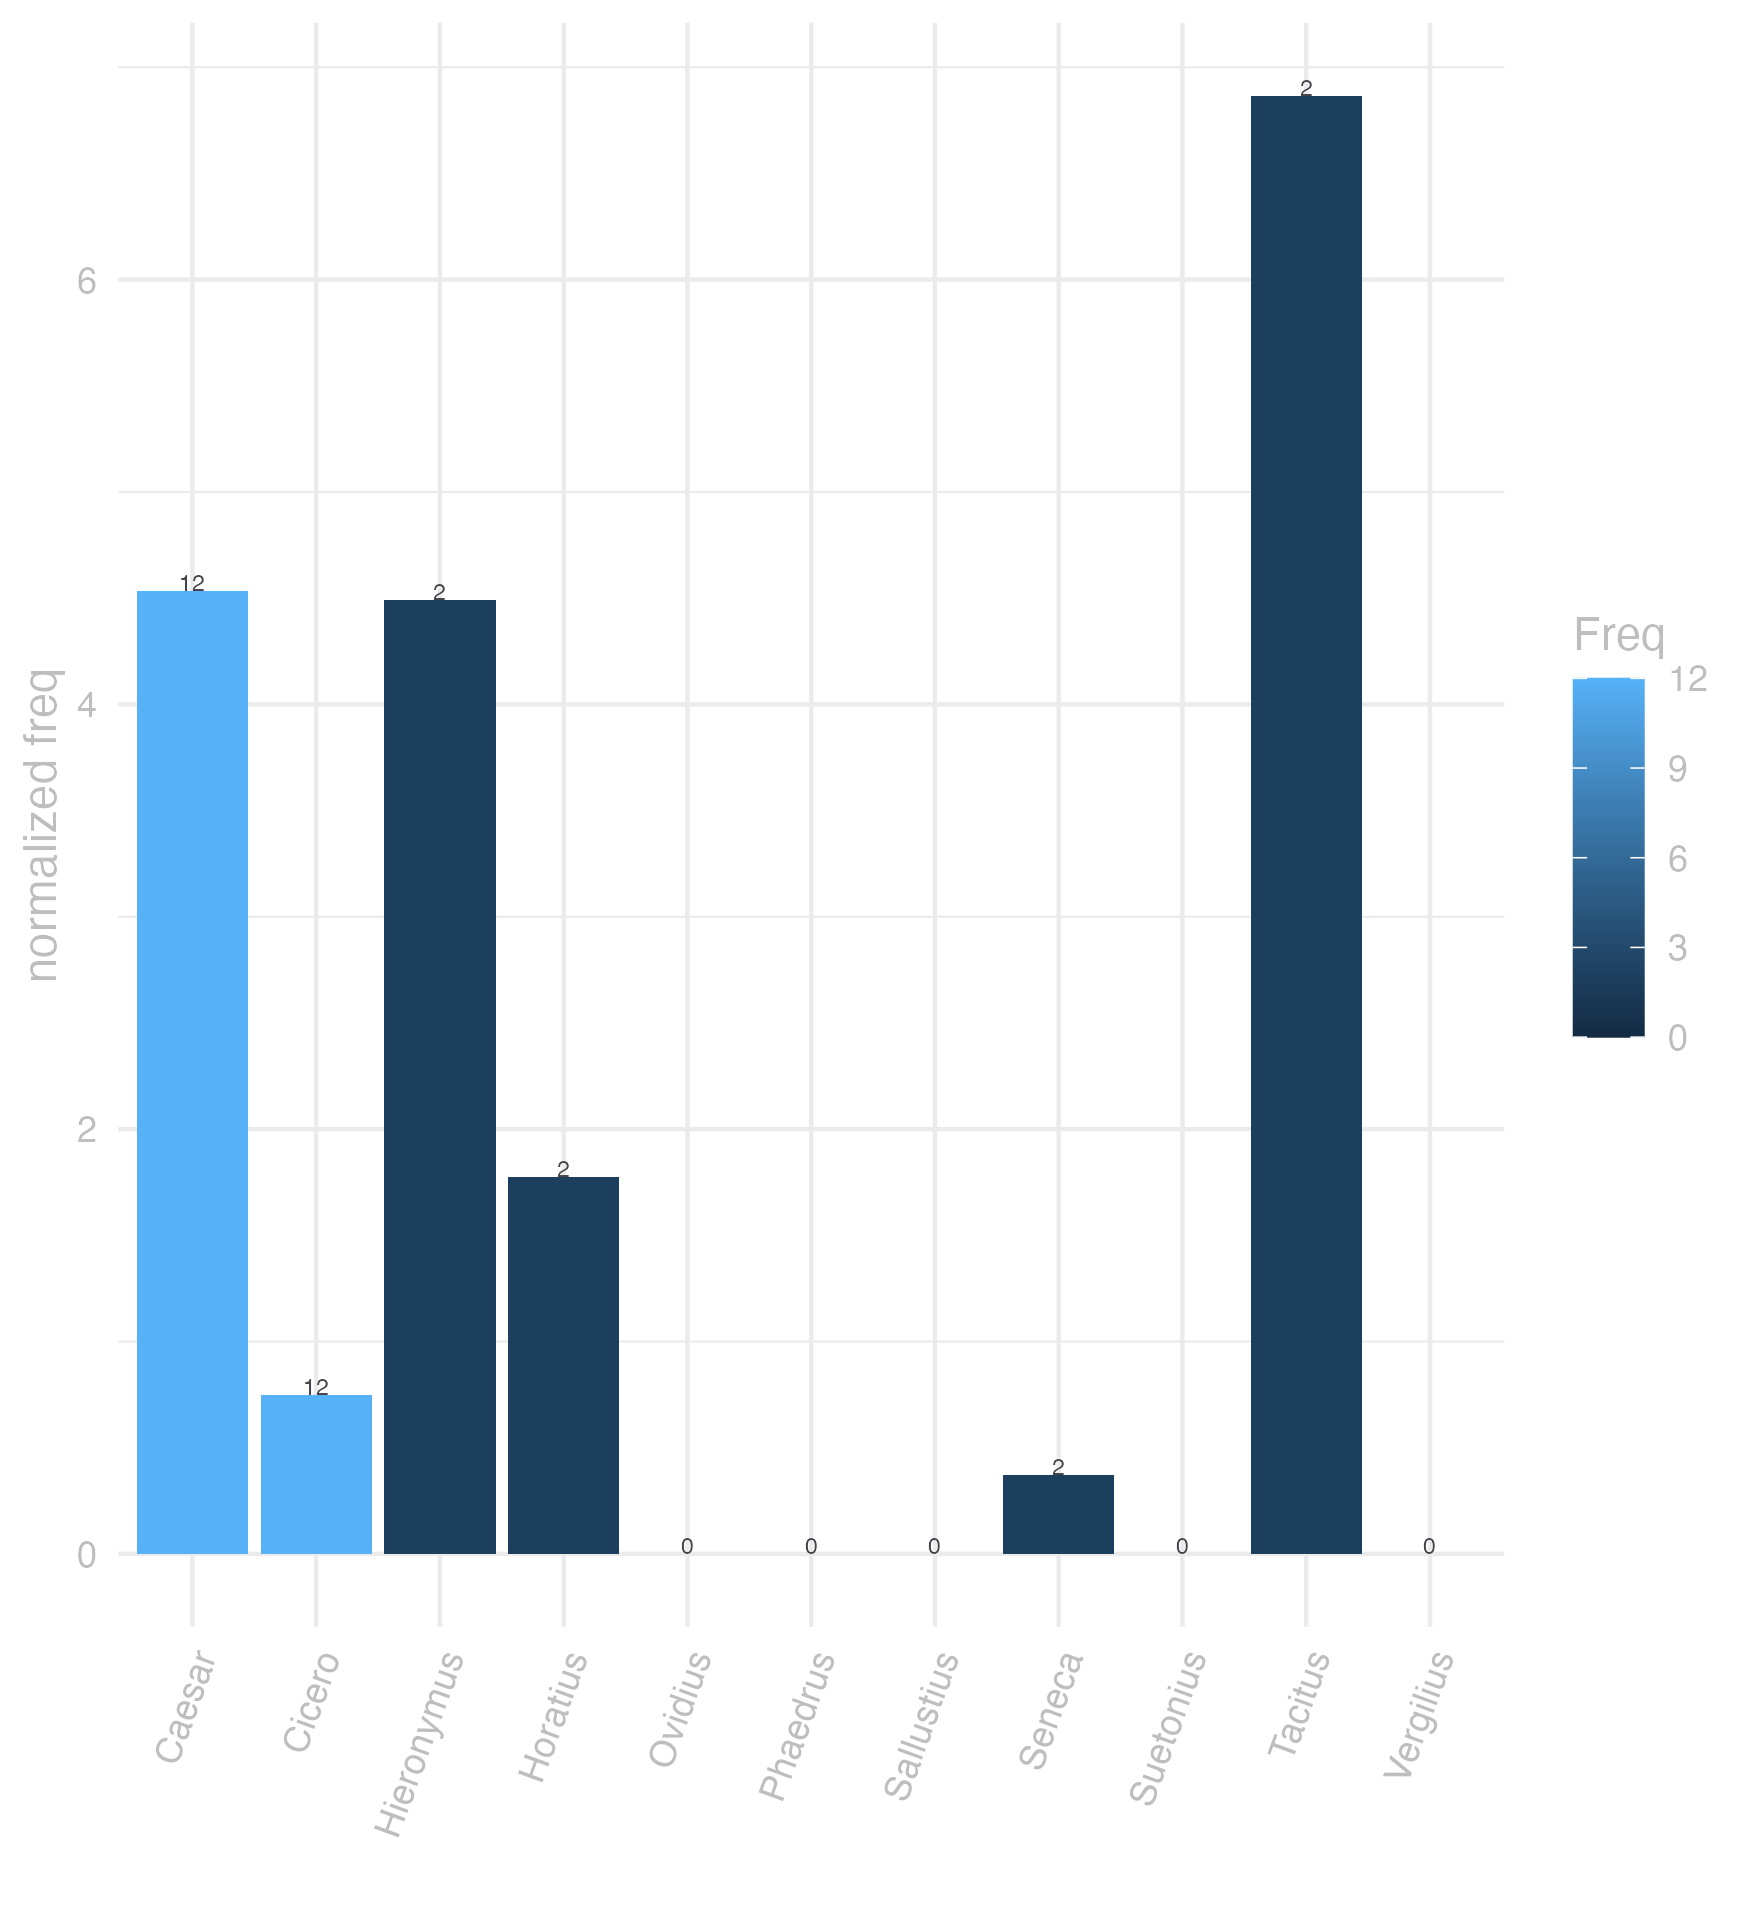 2
6
12
2
Freq
12
4
9
normalized freq
6
3
0
2
2
12
2
0
0
0
0
0
0
Caesar
Cicero
Hieronymus
Horatius
Ovidius
Phaedrus
Sallustius
Seneca
Suetonius
Tacitus
Vergilius